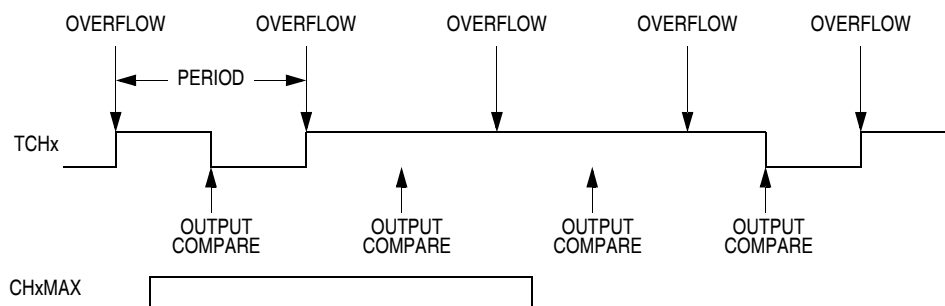 OVERFLOW OVERFLOW OVERFLOW OVERFLOW OVERFLOW
PERIOD
TCHx
OUTPUT COMPARE
OUTPUT COMPARE
OUTPUT COMPARE
OUTPUT COMPARE
CHxMAX